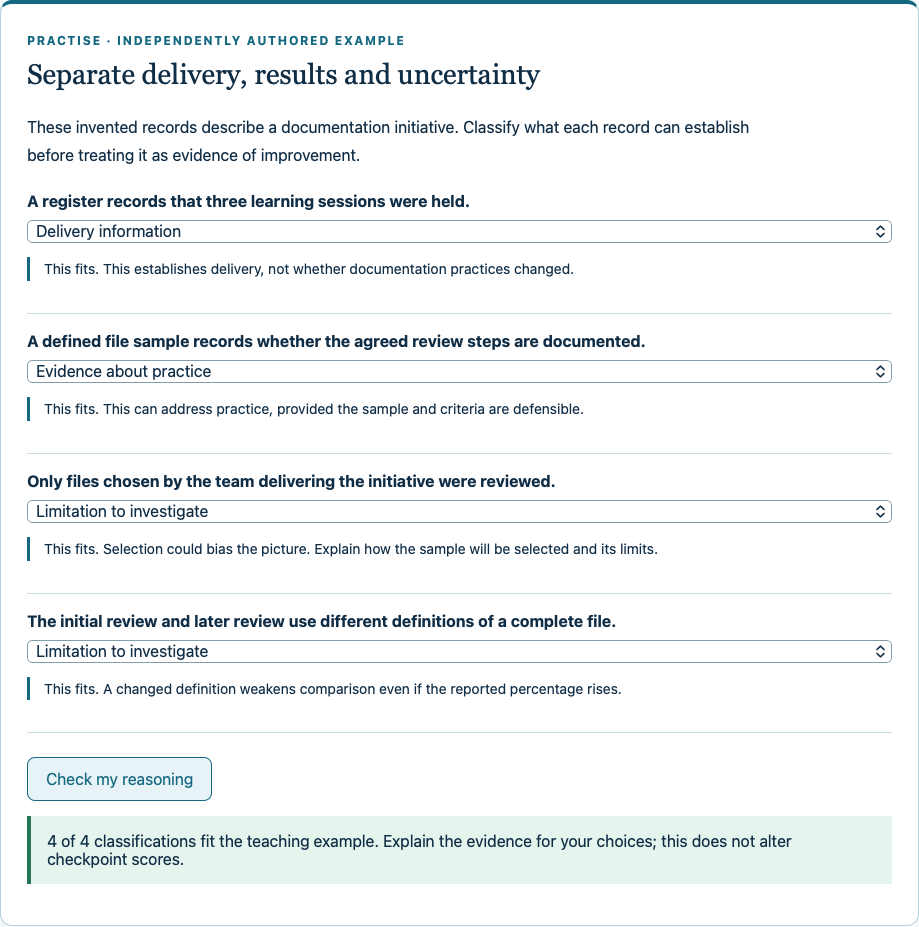 PRACTISE · INDEPENDENTLY AUTHORED EXAMPLE
Separate delivery, results and uncertainty
These invented records describe a documentation initiative. Classify what each record can establish
before treating it as evidence of improvement.
A register records that three learning sessions were held.
Delivery information
This fits. This establishes delivery, not whether documentation practices changed.
A defined file sample records whether the agreed review steps are documented.
Evidence about practice
This fits. This can address practice, provided the sample and criteria are defensible.
Only files chosen by the team delivering the initiative were reviewed.
Limitation to investigate
This fits. Selection could bias the picture. Explain how the sample will be selected and its limits.
The initial review and later review use different definitions of a complete file.
Limitation to investigate
This fits. A changed definition weakens comparison even if the reported percentage rises.
Check my reasoning
4 of 4 classifications fit the teaching example. Explain the evidence for your choices; this does not alter
checkpoint scores.